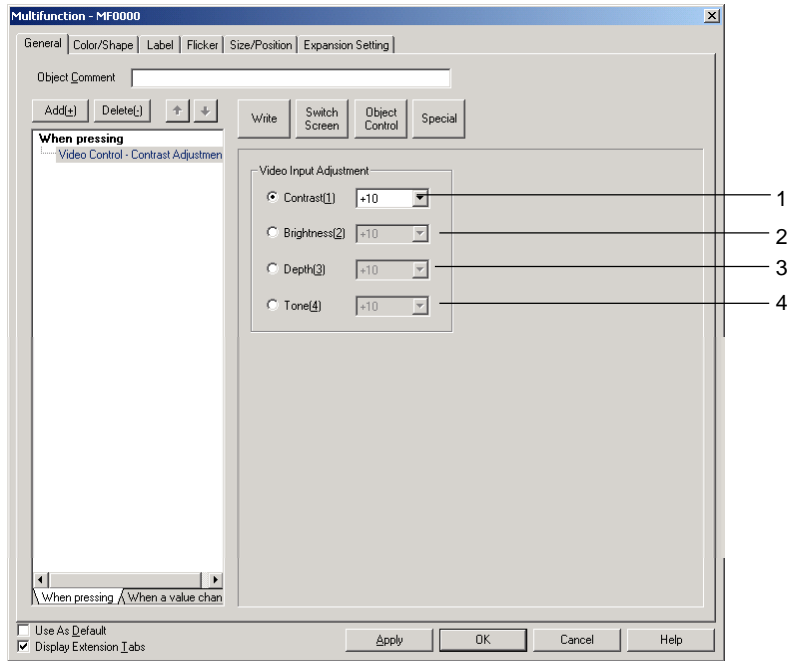 Multifunction - MF0000
General Color/Shape Label Flicker Size/Position Expansion Setting
Object Comment
Add(+) Delete(-)
Write Switch Screen Object Control Special
When pressing
Video Control - Contrast Adjustmen
Video Input Adjustment
Contrast(1) +10 1
Brightness(2) +10 2
Depth(3) +10 3
Tone(4) +10 4
When pressing When a value chan
Use As Default
Display Extension Tabs
Apply OK Cancel Help